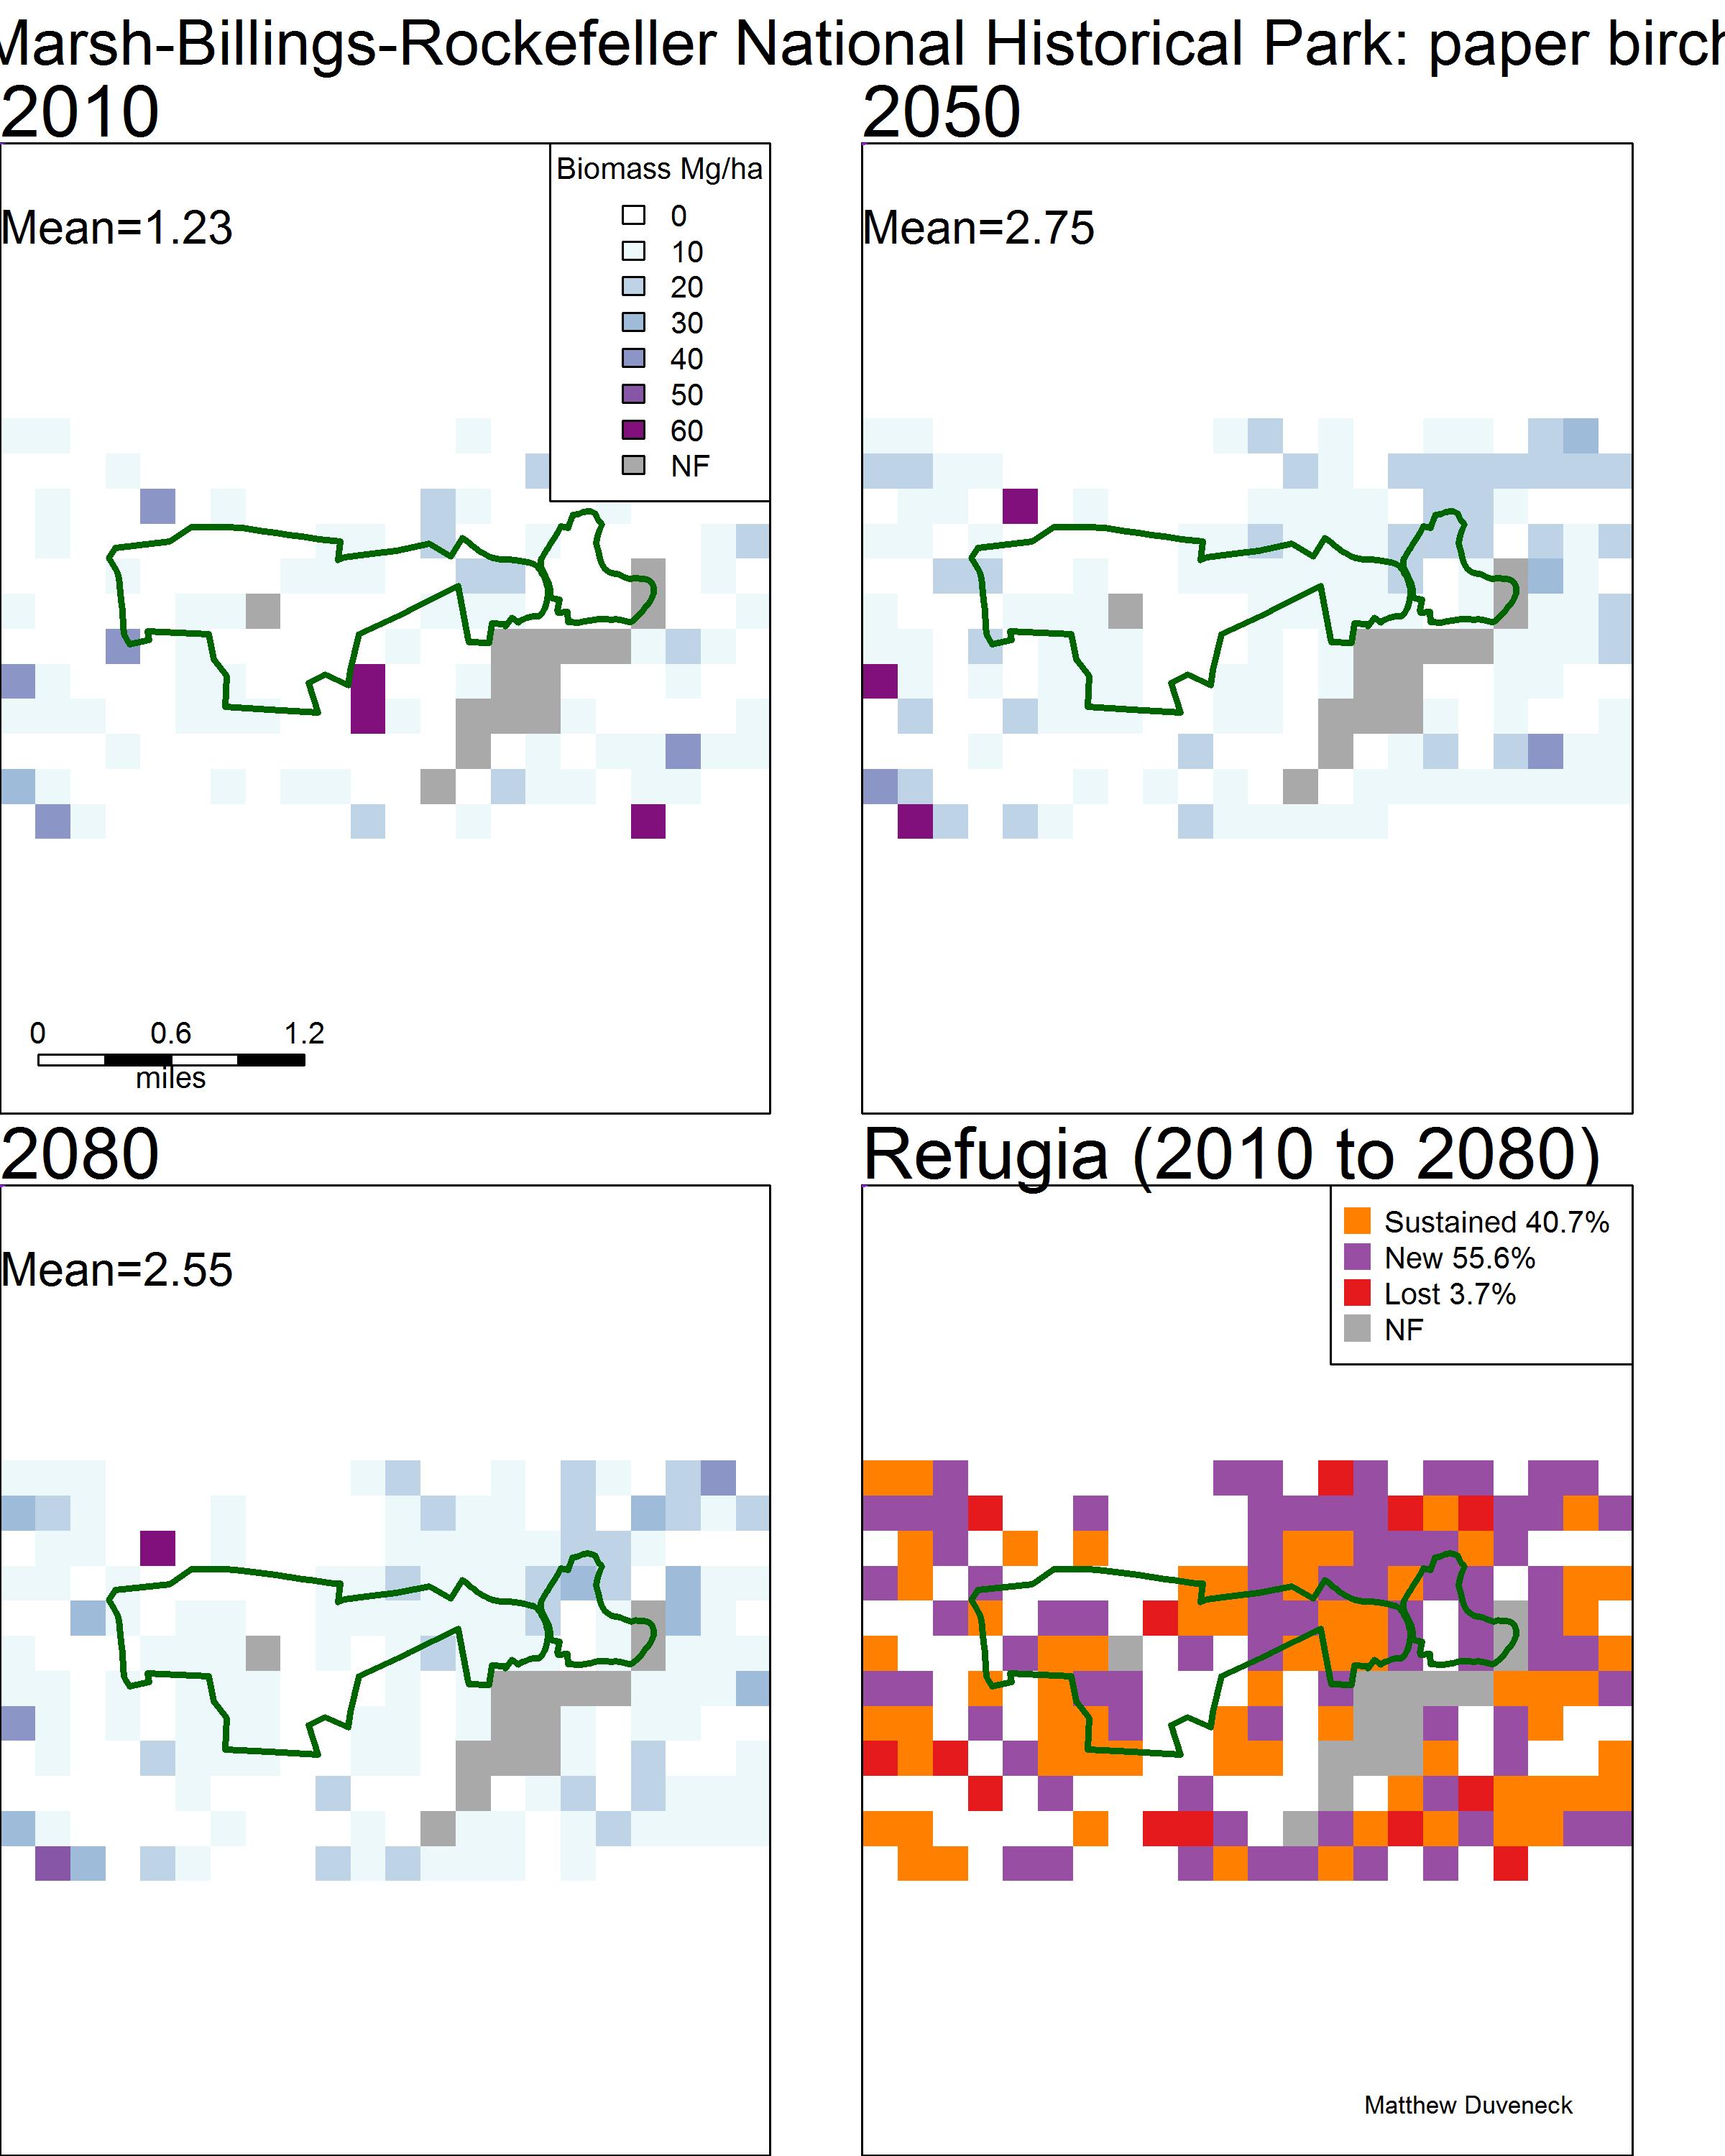 Marsh-Billings-Rockefeller National Historical Park: paper birch
2010
2050
Mean=1.23
Biomass Mg/ha
0
10
20
30
40
50
60
NF
Mean=2.75
0 0.6 1.2
miles
2080
Refugia (2010 to 2080)
Mean=2.55
Sustained 40.7%
New 55.6%
Lost 3.7%
NF
Matthew Duveneck